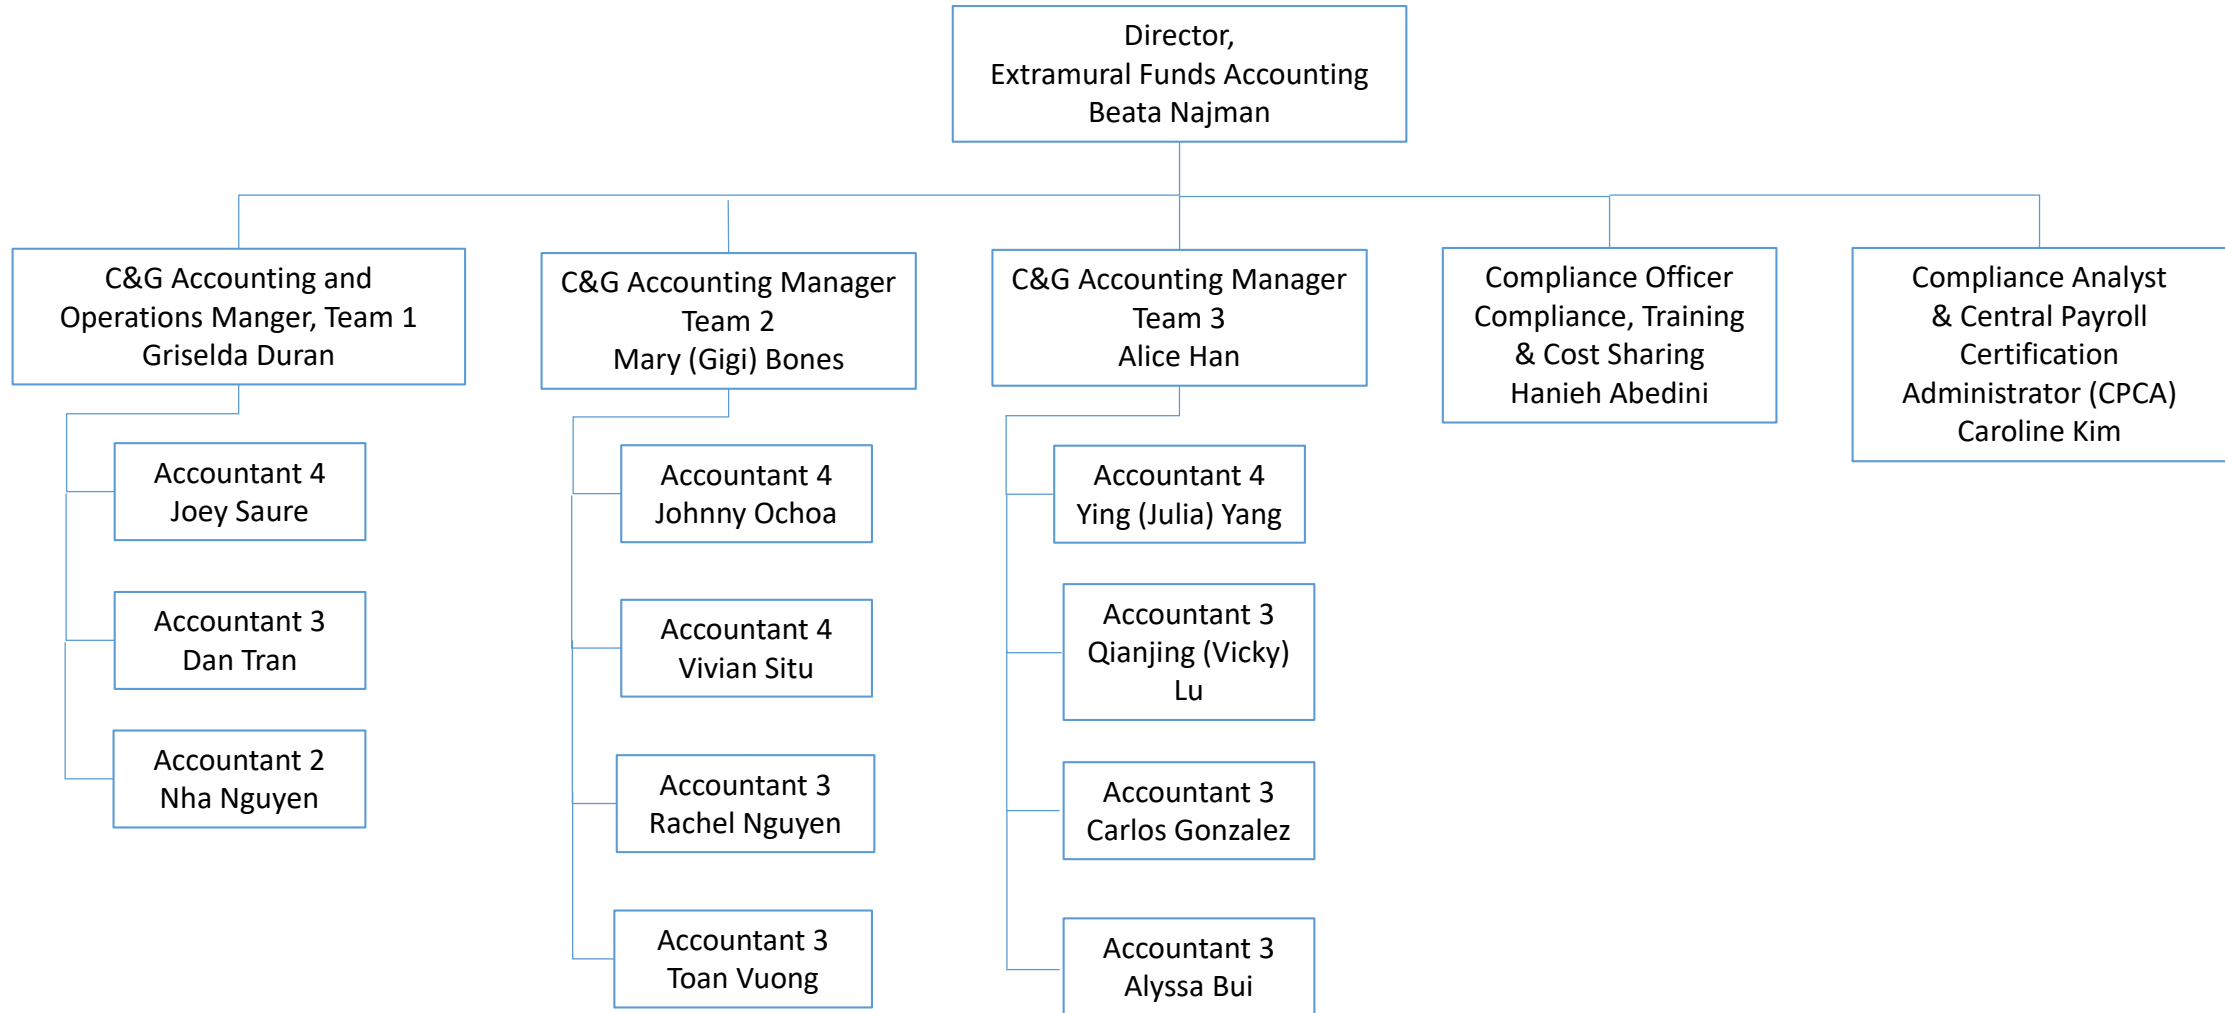 Director,
Extramural Funds Accounting
Beata Najman
C&G Accounting and
Operations Manger, Team 1
Griselda Duran
C&G Accounting Manager
Team 2
Mary (Gigi) Bones
C&G Accounting Manager
Team 3
Alice Han
Compliance Officer
Compliance, Training
& Cost Sharing
Hanieh Abedini
Compliance Analyst
& Central Payroll
Certification
Administrator (CPCA)
Caroline Kim
Accountant 4
Joey Saure
Accountant 3
Dan Tran
Accountant 2
Nha Nguyen
Accountant 4
Johnny Ochoa
Accountant 4
Vivian Situ
Accountant 3
Rachel Nguyen
Accountant 3
Toan Vuong
Accountant 4
Ying (Julia) Yang
Accountant 3
Qianjing (Vicky)
Lu
Accountant 3
Carlos Gonzalez
Accountant 3
Alyssa Bui